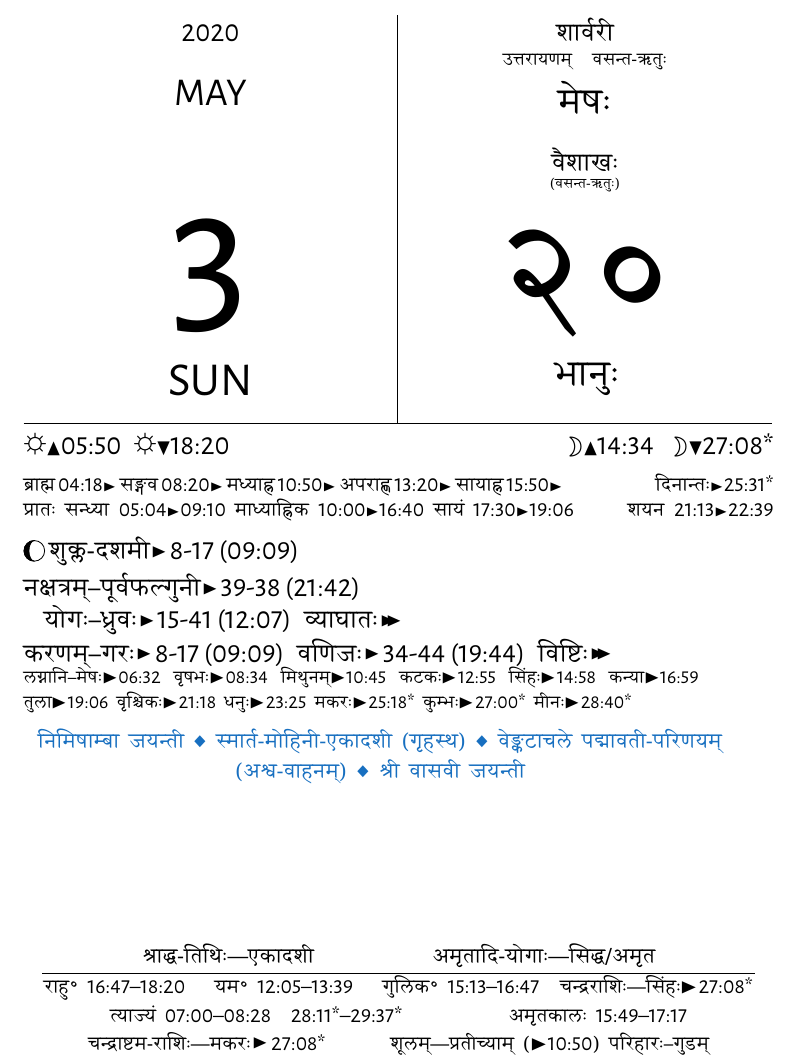 2020
MAY
3
SUN
शार्वरी
उत्तरायणम् वसन्त-ऋतुः
मेषः
वैशाखः
(वसन्त-ऋतुः)
२०
भानुः
☼▲05:50 ☼▼18:20 ☽▲14:34 ☽▼27:08*
ब्राह्म 04:18► सङ्गव 08:20► मध्याह्न 10:50► अपराह्ण 13:20► सायाह्न 15:50► दिनान्तः►25:31*
प्रातः सन्ध्या 05:04►09:10 माध्याह्निक 10:00►16:40 सायं 17:30►19:06 शयन 21:13►22:39
शुक्ल-दशमी►8-17 (09:09)
नक्षत्रम्–पूर्वफल्गुनी►39-38 (21:42)
योगः–ध्रुवः►15-41 (12:07) व्याघातः►►
करणम्–गरः►8-17 (09:09) वणिजः►34-44 (19:44) विष्टिः►►
लग्नानि–मेषः►06:32 वृषभः►08:34 मिथुनम्►10:45 कटकः►12:55 सिंहः►14:58 कन्या►16:59
तुला►19:06 वृश्चिकः►21:18 धनुः►23:25 मकरः►25:18* कुम्भः►27:00* मीनः►28:40*
निमिषाम्बा जयन्ती ◆ स्मार्त-मोहिनी-एकादशी (गृहस्थ) ◆ वेङ्कटाचले पद्मावती-परिणयम्
(अश्व-वाहनम्) ◆ श्री वासवी जयन्ती
श्राद्ध-तिथिः—एकादशी अमृतादि-योगाः—सिद्ध/अमृत
राहु॰ 16:47–18:20 यम॰ 12:05–13:39 गुलिक॰ 15:13–16:47 चन्द्रराशिः—सिंहः►27:08*
त्याज्यं 07:00–08:28 28:11*–29:37* अमृतकालः 15:49–17:17
चन्द्राष्टम-राशिः—मकरः► 27:08* शूलम्—प्रतीच्याम् (►10:50) परिहारः–गुडम्